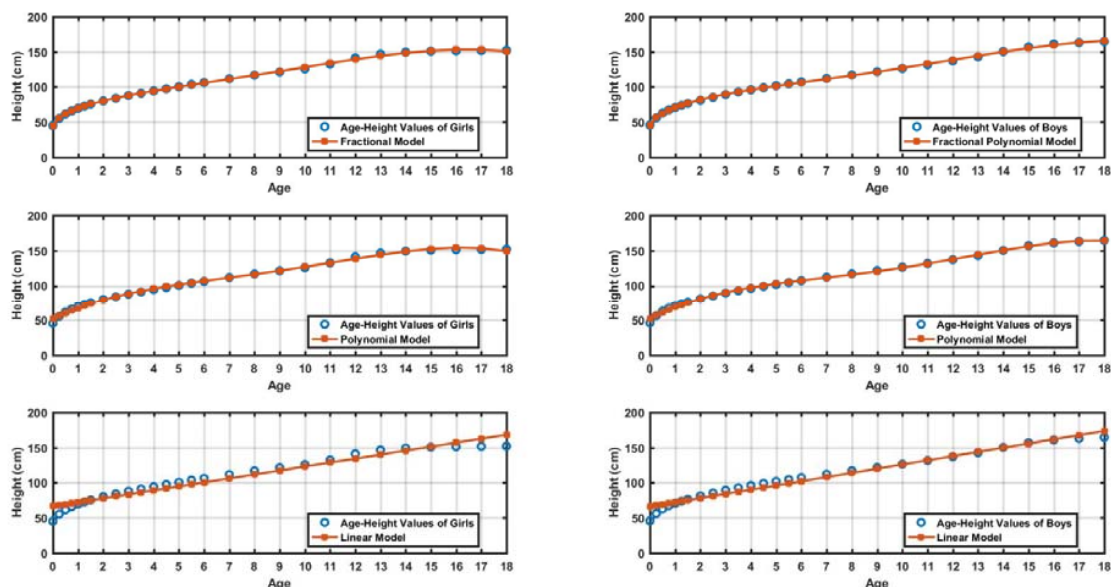 200
150
100
50
0
Height (cm)
Age-Height Values of Girls
Fractional Model
0 1 2 3 4 5 6 7 8 9 10 11 12 13 14 15 16 17 18
Age
200
150
100
50
0
Height (cm)
Age-Height Values of Boys
Fractional Polynomial Model
0 1 2 3 4 5 6 7 8 9 10 11 12 13 14 15 16 17 18
Age
200
150
100
50
0
Height (cm)
Age-Height Values of Girls
Polynomial Model
0 1 2 3 4 5 6 7 8 9 10 11 12 13 14 15 16 17 18
Age
200
150
100
50
0
Height (cm)
Age-Height Values of Boys
Polynomial Model
0 1 2 3 4 5 6 7 8 9 10 11 12 13 14 15 16 17 18
Age
200
150
100
50
0
Height (cm)
Age-Height Values of Girls
Linear Model
0 1 2 3 4 5 6 7 8 9 10 11 12 13 14 15 16 17 18
Age
200
150
100
50
0
Height (cm)
Age-Height Values of Boys
Linear Model
0 1 2 3 4 5 6 7 8 9 10 11 12 13 14 15 16 17 18
Age